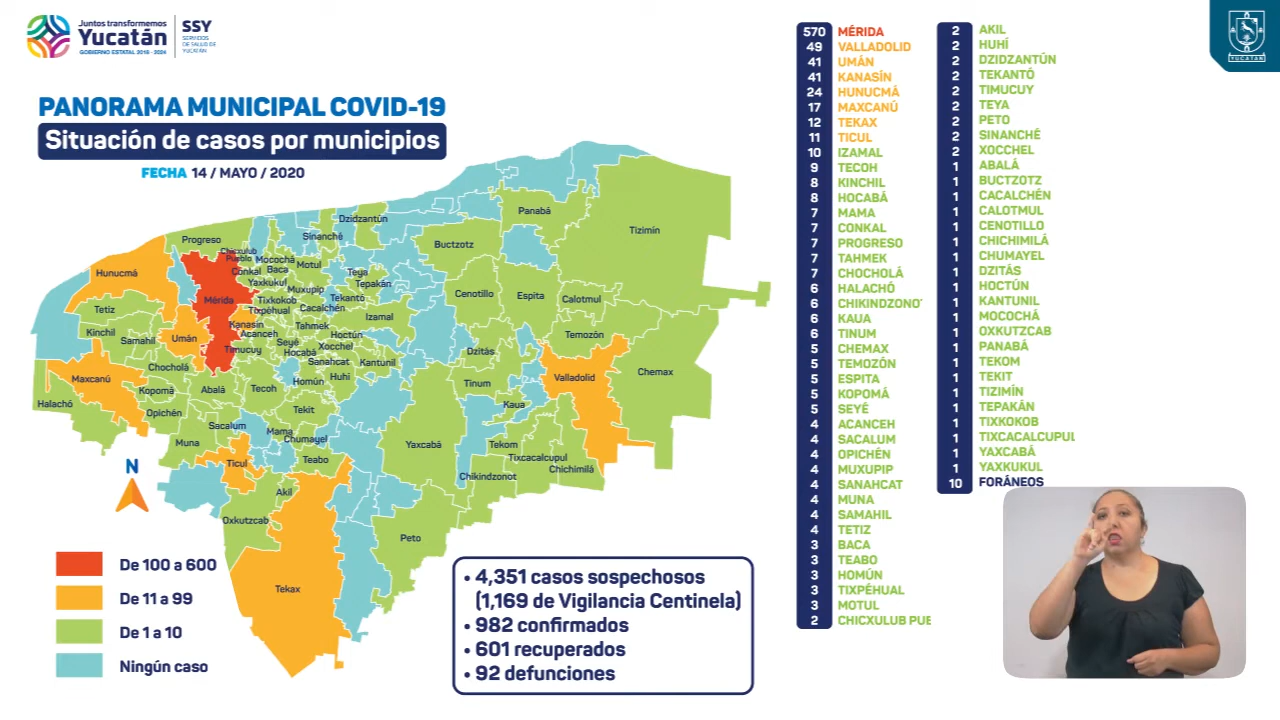 Juntos transformemos
Yucatán
GOBIERNO ESTATAL 2018 - 2024
SSY
SERVICIOS
DE SALUD DE
YUCATÁN
YUCATÁN
PANORAMA MUNICIPAL COVID-19
Situación de casos por municipios
FECHA 14 / MAYO / 2020
Dzidzantún
Panabá
Tizimín
Progreso
Sinanché
Buctzotz
Chicxulub
Pueblo
Mocochá
Motul
Hunucmá
Conkal
Baca
Teya
Yaxkukul
Tepakán
Muxupip
Cenotillo
Espita
Calotmul
Mérida
Tixkokob
Tekantó
Tetiz
Tixpéhual
Cacalchén
Izamal
Kanasín
Tahmek
Kinchil
Samahil
Umán
Acanceh
Hoctún
Temozón
Seyé
Xocchel
Timucuy
Hocabá
Dzitás
Sanahcat
Kantunil
Chocholá
Chemax
Maxcanú
Homún
Huhí
Valladolid
Kopomá
Abalá
Tecoh
Tinum
Halachó
Opichén
Tekit
Kaua
Sacalum
Mama
Muna
Chumayel
Yaxcabá
Tekom
Ticul
Teabo
Tixcacalcupul
Chichimilá
Chikindzonot
Akil
Oxkutzcab
Peto
Tekax
N
De 100 a 600
De 11 a 99
De 1 a 10
Ningún caso
• 4,351 casos sospechosos
(1,169 de Vigilancia Centinela)
• 982 confirmados
• 601 recuperados
• 92 defunciones
570 MÉRIDA
49 VALLADOLID
41 UMÁN
41 KANASÍN
24 HUNUCMÁ
17 MAXCANÚ
12 TEKAX
11 TICUL
10 IZAMAL
9 TECOH
8 KINCHIL
8 HOCABÁ
7 MAMA
7 CONKAL
7 PROGRESO
7 TAHMEK
7 CHOCHOLÁ
6 HALACHÓ
6 CHIKINDZONO
6 KAUA
6 TINUM
5 CHEMAX
5 TEMOZÓN
5 ESPITA
5 KOPOMÁ
5 SEYÉ
4 ACANCEH
4 SACALUM
4 OPICHÉN
4 MUXUPIP
4 SANAHCAT
4 MUNA
4 SAMAHIL
4 TETIZ
3 BACA
3 TEABO
3 HOMÚN
3 TIXPÉHUAL
3 MOTUL
2 CHICXULUB PUE
2 AKIL
2 HUHÍ
2 DZIDZANTÚN
2 TEKANTÓ
2 TIMUCUY
2 TEYA
2 PETO
2 SINANCHÉ
2 XOCCHEL
1 ABALÁ
1 BUCTZOTZ
1 CACALCHÉN
1 CALOTMUL
1 CENOTILLO
1 CHICHIMILÁ
1 CHUMAYEL
1 DZITÁS
1 HOCTÚN
1 KANTUNIL
1 MOCOCHÁ
1 OXKUTZCAB
1 PANABÁ
1 TEKOM
1 TEKIT
1 TIZIMÍN
1 TEPAKÁN
1 TIXKOKOB
1 TIXCACALCUPUL
1 YAXCABÁ
1 YAXKUKUL
10 FORÁNEOS